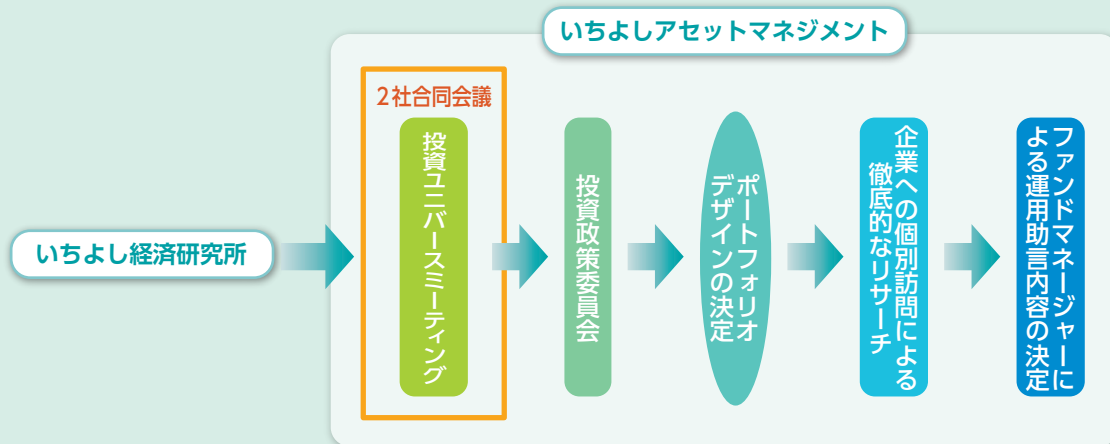 いちよしアセットマネジメント
2社合同会議
投資ユニバースミーティング
投資政策委員会
ポートフォリオ
デザインの決定
企業への個別訪問による
徹底的なリサーチ
ファンドマネージャーに
よる運用助言内容の決定
いちよし経済研究所